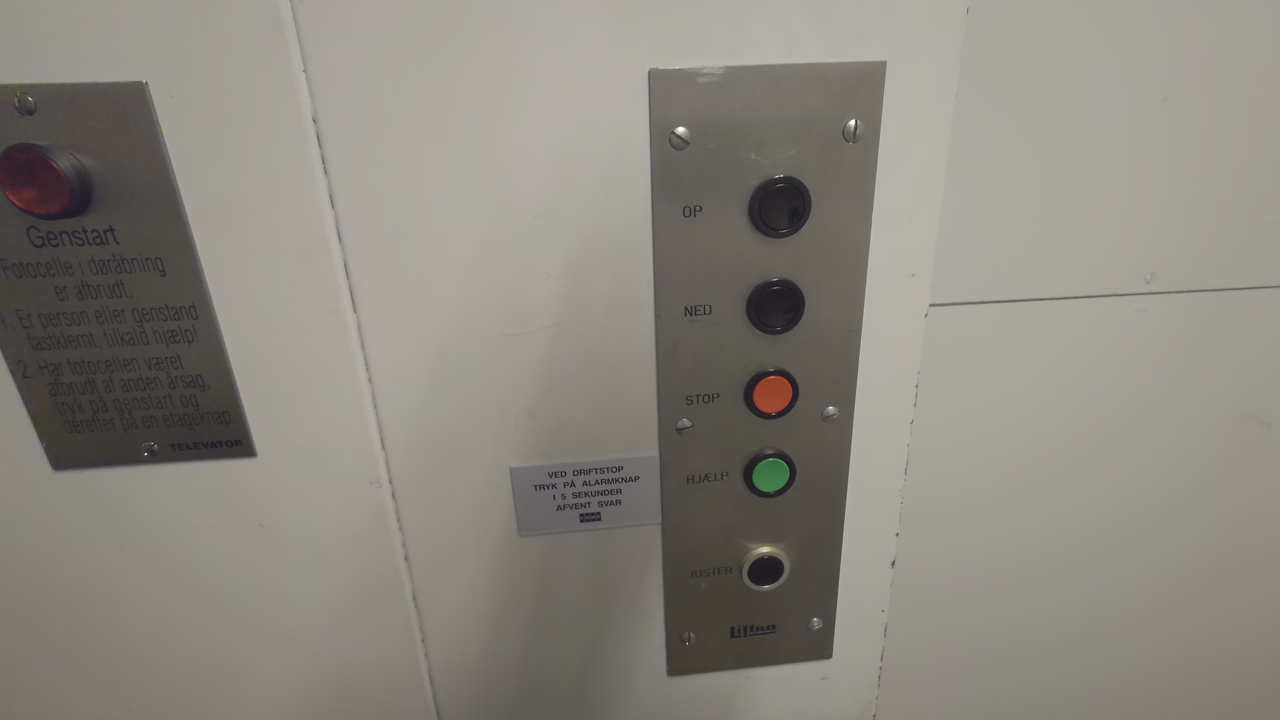 Genstart
Fotocelle i døråbning
er afbrudt.
1. Er person eller genstand
fastklemt, tilkald hjælp!
2. Har fotocellen været
afbrudt af anden årsag,
tryk på genstart og
derefter på en etageknap.
TELEVATOR
VED DRIFTSTOP
TRYK PÅ ALARMKNAP
I 5 SEKUNDER
AFVENT SVAR
KONE
OP
NED
STOP
HJÆLP
JUSTER
Liftan